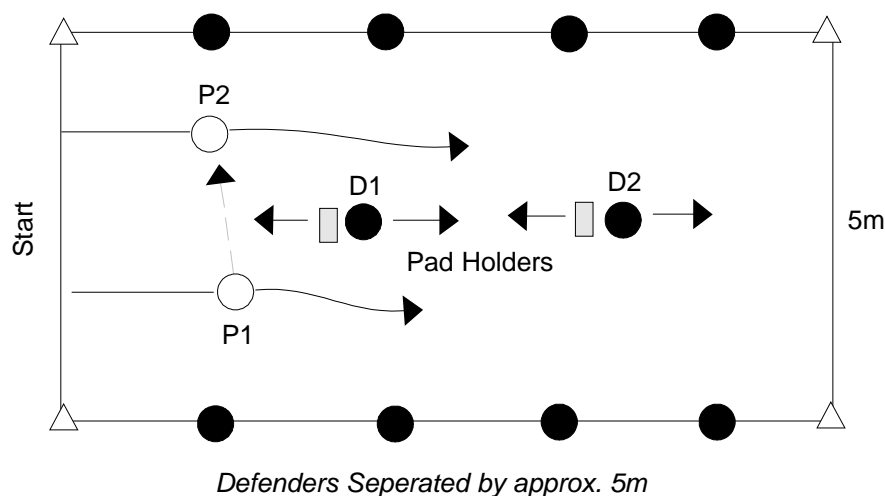 P2
D1
D2
Start
5m
Pad Holders
P1
Defenders Seperated by approx. 5m